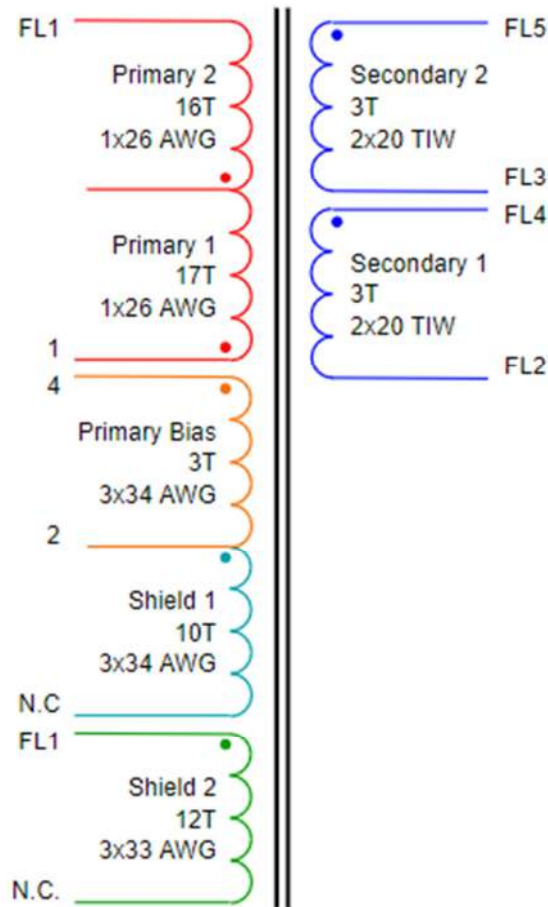 FL1
Primary 2
16T
1x26 AWG
Primary 1
17T
1x26 AWG
1
4
Primary Bias
3T
3x34 AWG
2
Shield 1
10T
3x34 AWG
N.C
FL1
Shield 2
12T
3x33 AWG
N.C.
FL5
Secondary 2
3T
2x20 TIW
FL3
FL4
Secondary 1
3T
2x20 TIW
FL2